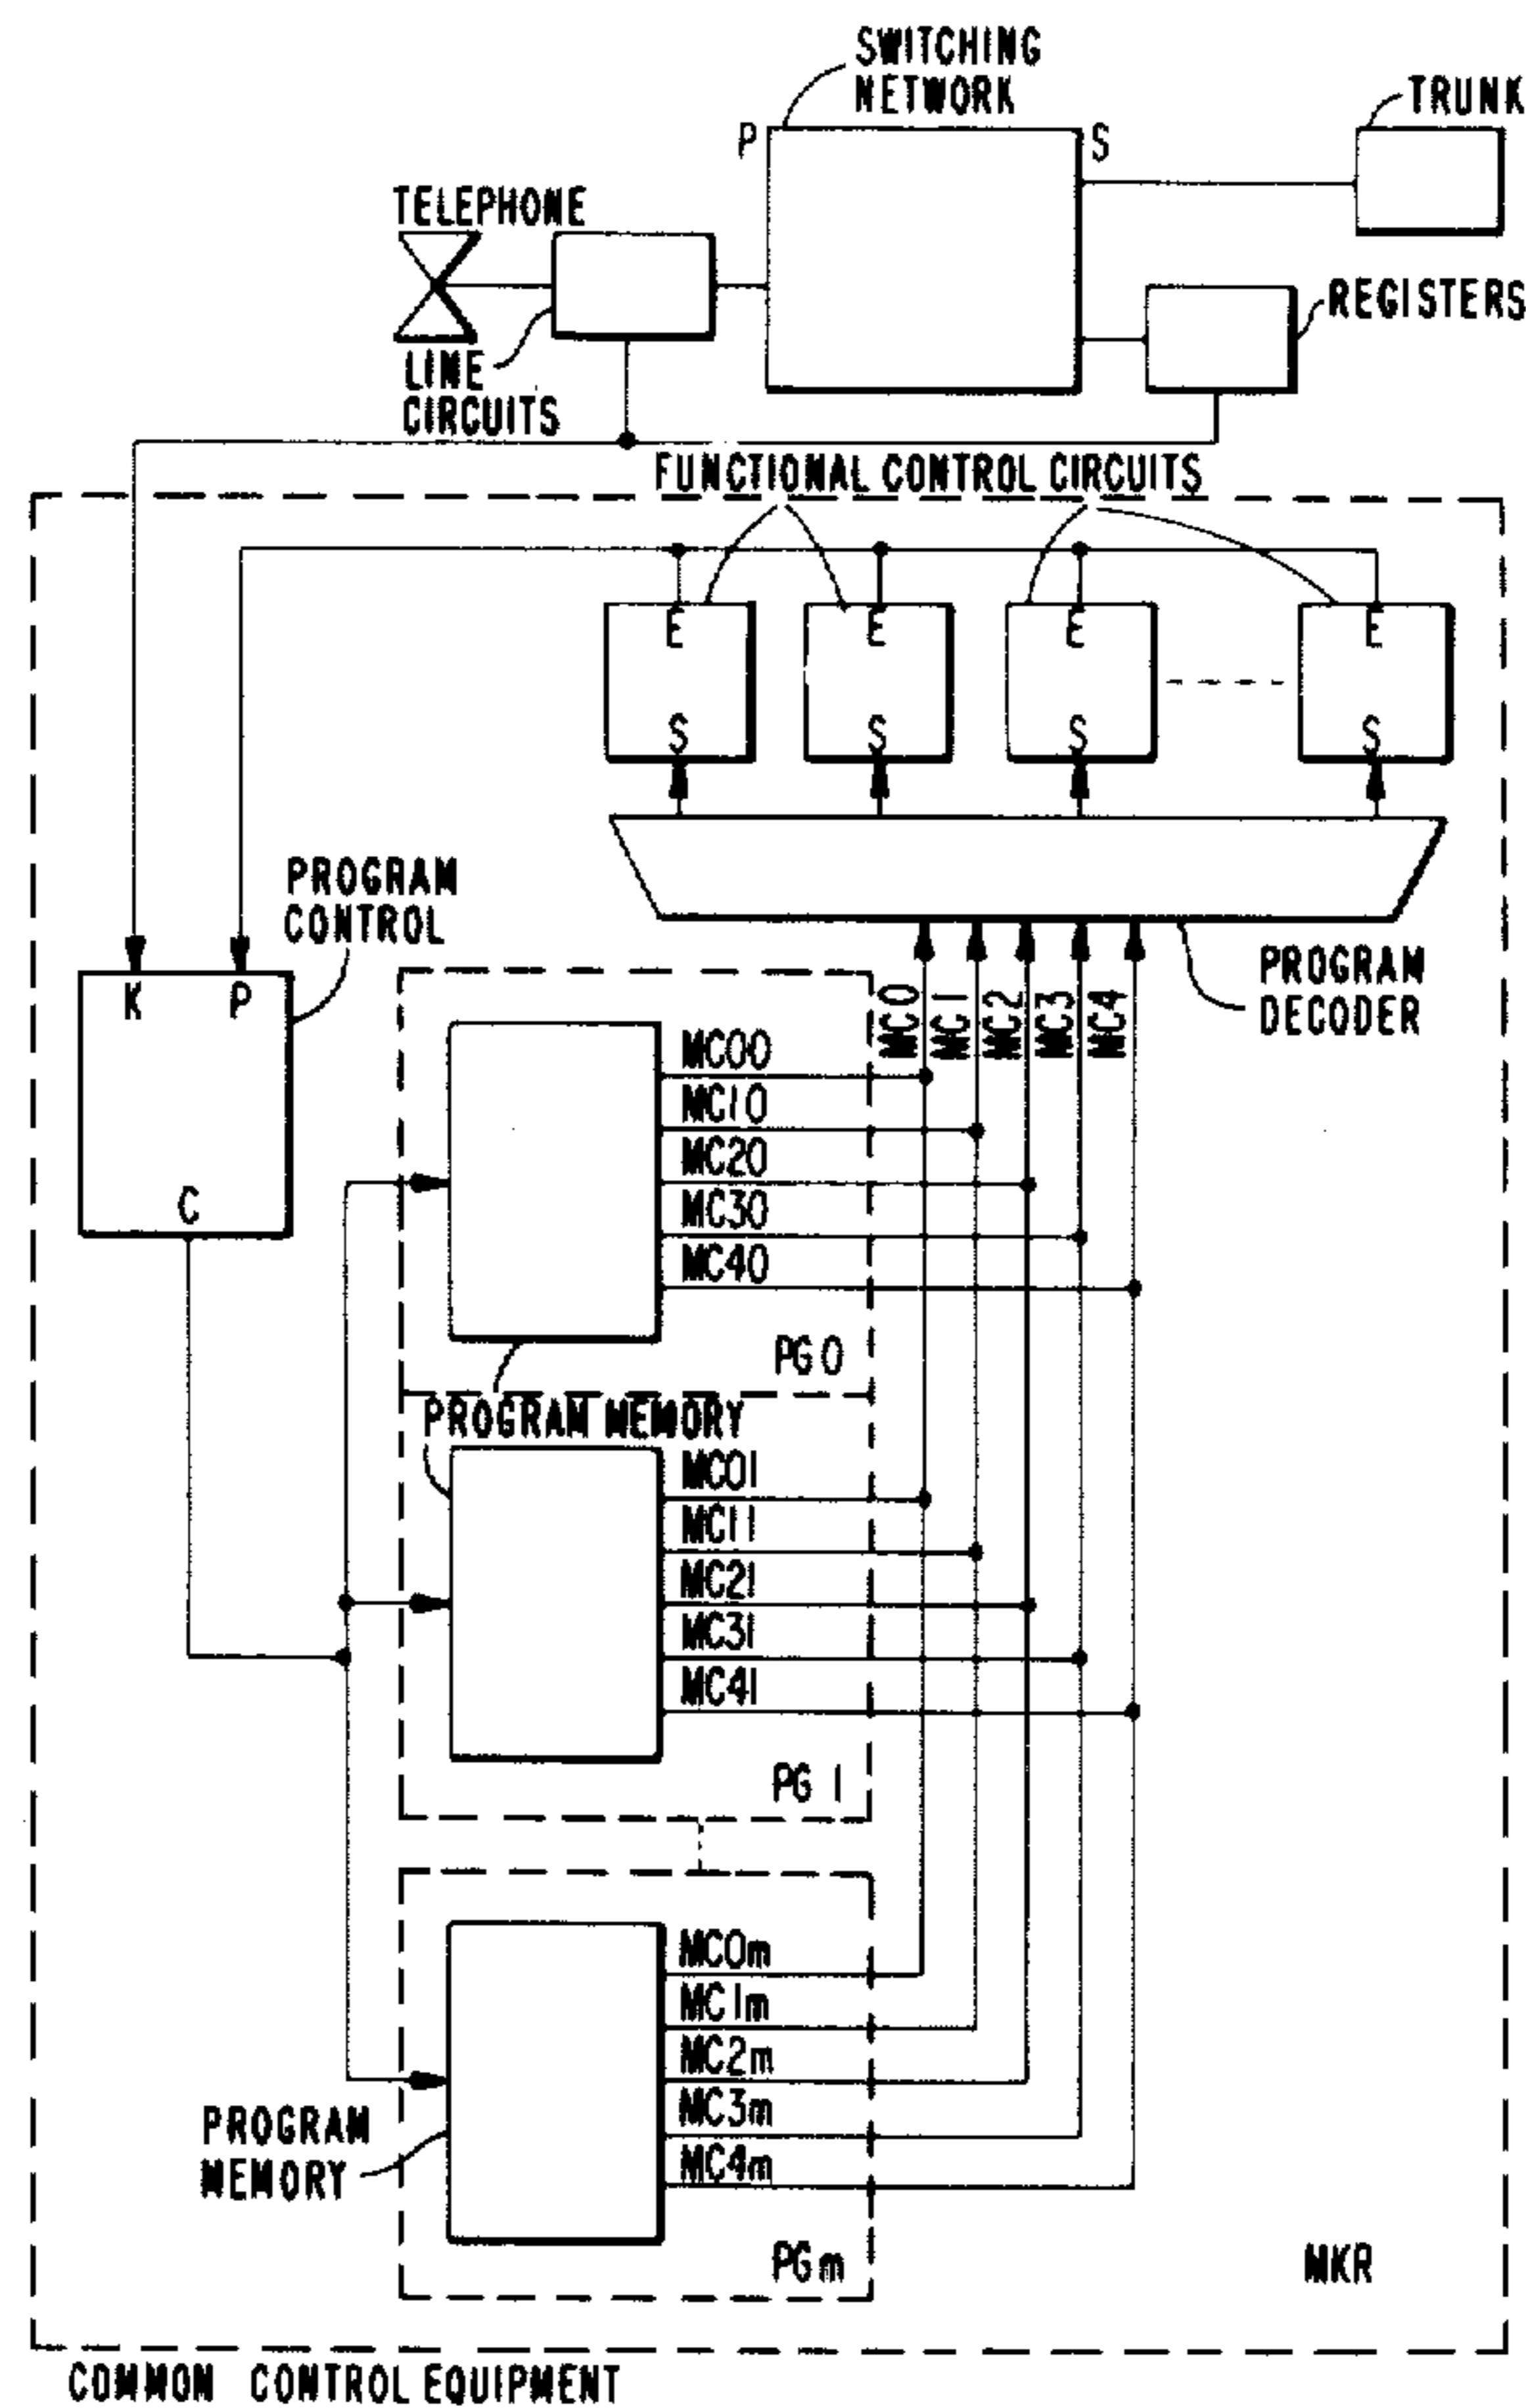 SWITCHING
NETWORK
TRUNK
P
S
TELEPHONE
REGISTERS
LINE
CIRCUITS
FUNCTIONAL CONTROL CIRCUITS
E
E
E
E
S
S
S
S
PROGRAM
CONTROL
PROGRAM
DECODER
K
P
MC0
MC1
MC2
MC3
MC4
MC00
MC10
MC20
C
MC30
MC40
PG0
PROGRAM MEMORY
MC01
MC11
MC21
MC31
MC41
PG1
MC0m
MC1m
MC2m
MC3m
MC4m
PROGRAM
MEMORY
PGm
MKR
COMMON CONTROL EQUIPMENT